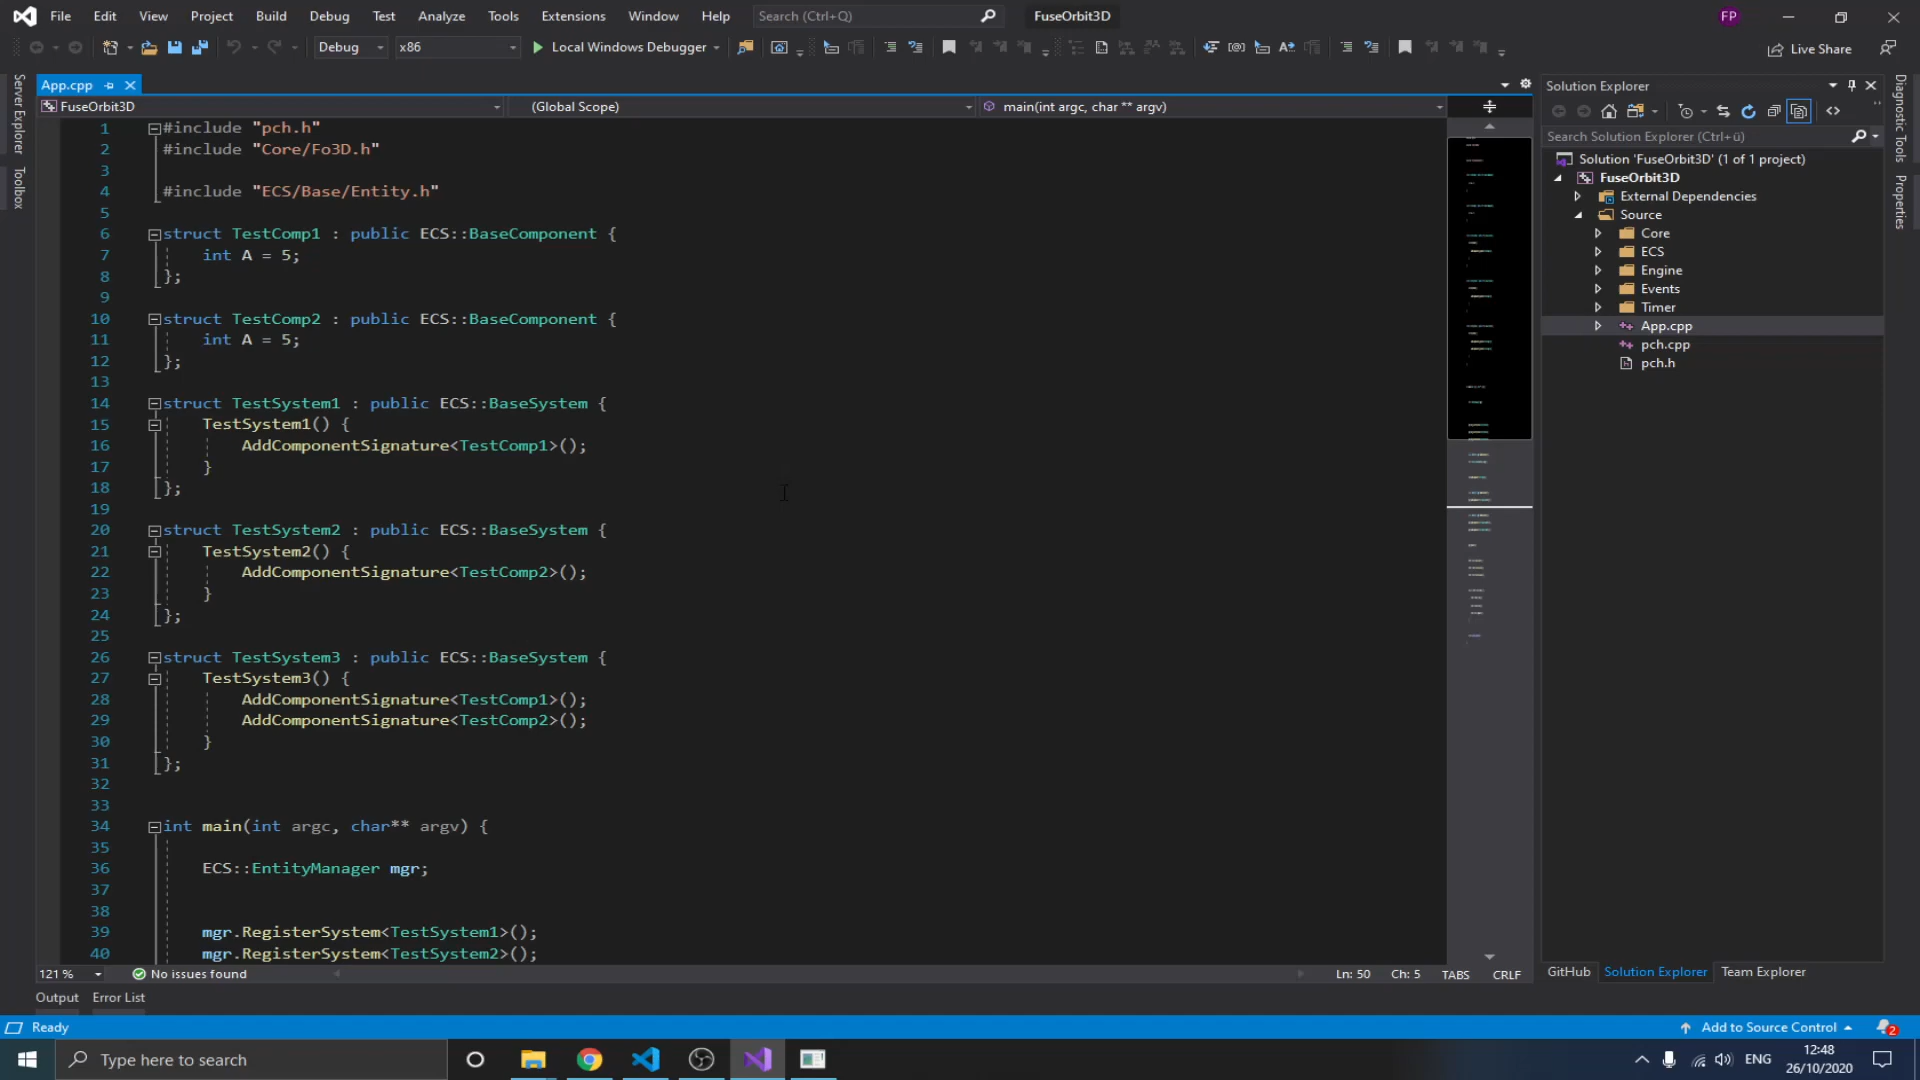 File Edit View Project Build Debug Test Analyze Tools Extensions Window Help Search (Ctrl+Q) FuseOrbit3D FP
Debug x86 Local Windows Debugger Live Share
App.cpp
FuseOrbit3D (Global Scope) main(int argc, char ** argv)
1 #include "pch.h"
2 #include "Core/Fo3D.h"
3
4 #include "ECS/Base/Entity.h"
5
6 struct TestComp1 : public ECS::BaseComponent {
7 int A = 5;
8 };
9
10 struct TestComp2 : public ECS::BaseComponent {
11 int A = 5;
12 };
13
14 struct TestSystem1 : public ECS::BaseSystem {
15 TestSystem1() {
16 AddComponentSignature<TestComp1>();
17 }
18 };
19
20 struct TestSystem2 : public ECS::BaseSystem {
21 TestSystem2() {
22 AddComponentSignature<TestComp2>();
23 }
24 };
25
26 struct TestSystem3 : public ECS::BaseSystem {
27 TestSystem3() {
28 AddComponentSignature<TestComp1>();
29 AddComponentSignature<TestComp2>();
30 }
31 };
32
33
34 int main(int argc, char** argv) {
35
36 ECS::EntityManager mgr;
37
38
39 mgr.RegisterSystem<TestSystem1>();
40 mgr.RegisterSystem<TestSystem2>();
121 % No issues found Ln: 50 Ch: 5 TABS CRLF
Output Error List
Server Explorer
Toolbox
Solution Explorer
Search Solution Explorer (Ctrl+ü)
Solution 'FuseOrbit3D' (1 of 1 project)
FuseOrbit3D
External Dependencies
Source
Core
ECS
Engine
Events
Timer
App.cpp
pch.cpp
pch.h
GitHub Solution Explorer Team Explorer
Diagnostic Tools
Properties
Ready Add to Source Control 2
Type here to search ENG 12:48
26/10/2020